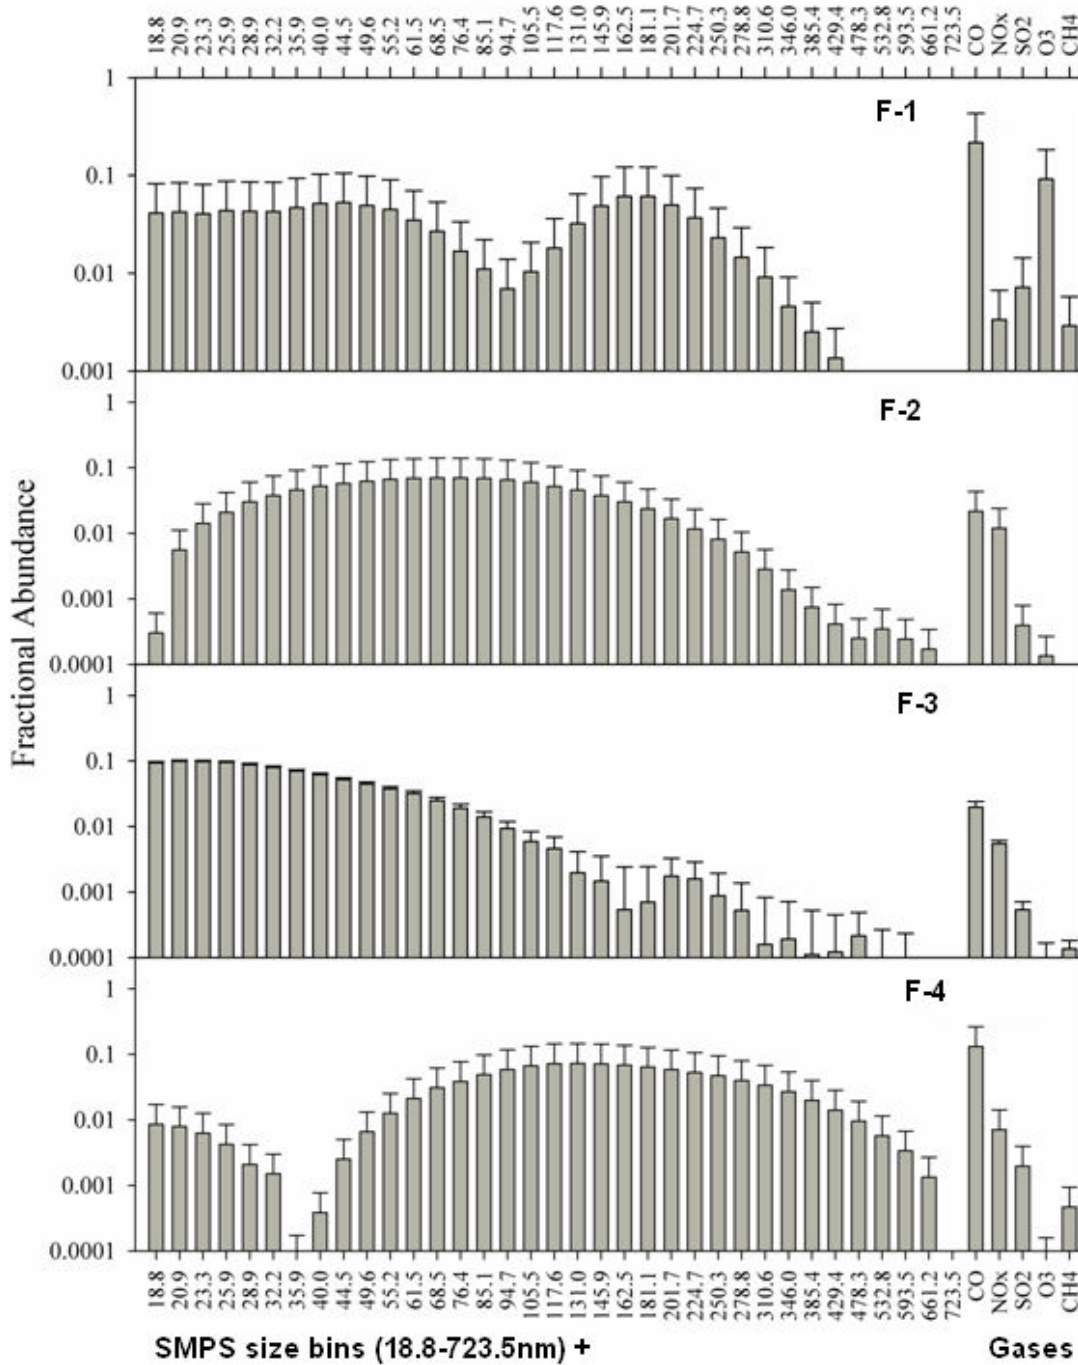 18.8 20.9 23.3 25.9 28.9 32.2 35.9 40.0 44.5 49.6 55.2 61.5 68.5 76.4 85.1 94.7 105.5 117.6 131.0 145.9 162.5 181.1 201.7 224.7 250.3 278.8 310.6 346.0 385.4 429.4 478.3 532.8 593.5 661.2 723.5 CO NOx SO2 O3 CH4
Fractional Abundance
F-1
1
0.1
0.01
0.001
F-2
1
0.1
0.01
0.001
0.0001
F-3
1
0.1
0.01
0.001
0.0001
F-4
1
0.1
0.01
0.001
0.0001
18.8 20.9 23.3 25.9 28.9 32.2 35.9 40.0 44.5 49.6 55.2 61.5 68.5 76.4 85.1 94.7 105.5 117.6 131.0 145.9 162.5 181.1 201.7 224.7 250.3 278.8 310.6 346.0 385.4 429.4 478.3 532.8 593.5 661.2 723.5 CO NOx SO2 O3 CH4
SMPS size bins (18.8-723.5nm) + Gases